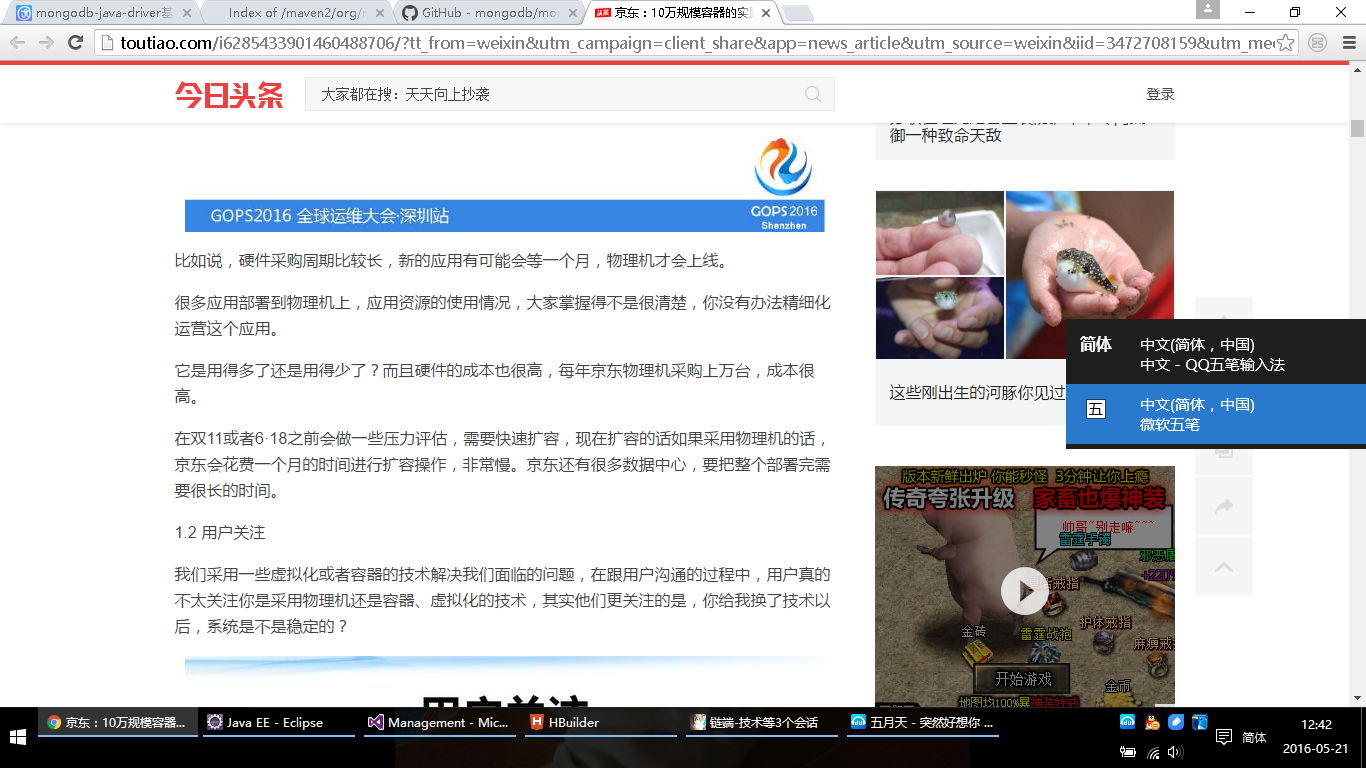 mongodb-java-driver基
Index of /maven2/org/
GitHub - mongodb/mo
头条 京东：10万规模容器的实
toutiao.com/i6285433901460488706/?tt_from=weixin&utm_campaign=client_share&app=news_article&utm_source=weixin&iid=3472708159&utm_me
今日头条
大家都在搜：天天向上抄袭
登录
御一种致命天敌
GOPS2016 全球运维大会·深圳站
GOPS 2016
Shenzhen
比如说，硬件采购周期比较长，新的应用有可能会等一个月，物理机才会上线。
很多应用部署到物理机上，应用资源的使用情况，大家掌握得不是很清楚，你没有办法精细化
运营这个应用。
它是用得多了还是用得少了？而且硬件的成本也很高，每年京东物理机采购上万台，成本很
高。
在双11或者6·18之前会做一些压力评估，需要快速扩容，现在扩容的话如果采用物理机的话，
京东会花费一个月的时间进行扩容操作，非常慢。京东还有很多数据中心，要把整个部署完需
要很长的时间。
1.2 用户关注
我们采用一些虚拟化或者容器的技术解决我们面临的问题，在跟用户沟通的过程中，用户真的
不太关注你是采用物理机还是容器、虚拟化的技术，其实他们更关注的是，你给我换了技术以
后，系统是不是稳定的？
用户关注
这些刚出生的河豚你见过
简体 中文(简体，中国)
中文 - QQ五笔输入法
五 中文(简体，中国)
微软五笔
版本新鲜出炉 你能秒怪 3分钟让你上瘾
传奇夸张升级 家畜也爆神装
帅哥~别走嘛~~~
雷霆手镯
邪恶
+220
复活戒指
护体戒指
金砖
雷霆战袍
麻痹戒
开始游戏
金币
地图均100%爆
京东：10万规模容器...
Java EE - Eclipse
Management - Mic...
HBuilder
链端-技术等3个会话
五月天 - 突然好想你 ...
简体
12:42
2016-05-21